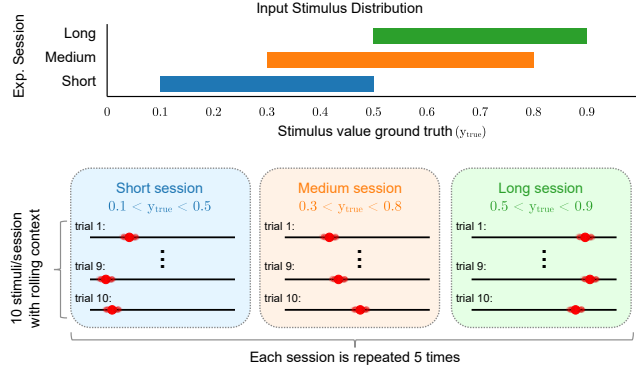 Input Stimulus Distribution
Exp. Session
Long
Medium
Short
0 0.1 0.2 0.3 0.4 0.5 0.6 0.7 0.8 0.9
Stimulus value ground truth (y_true)
10 stimuli/session
with rolling context
Short session
0.1 < y_true < 0.5
trial 1:
⋮
trial 9:
trial 10:
Medium session
0.3 < y_true < 0.8
trial 1:
⋮
trial 9:
trial 10:
Long session
0.5 < y_true < 0.9
trial 1:
⋮
trial 9:
trial 10:
Each session is repeated 5 times